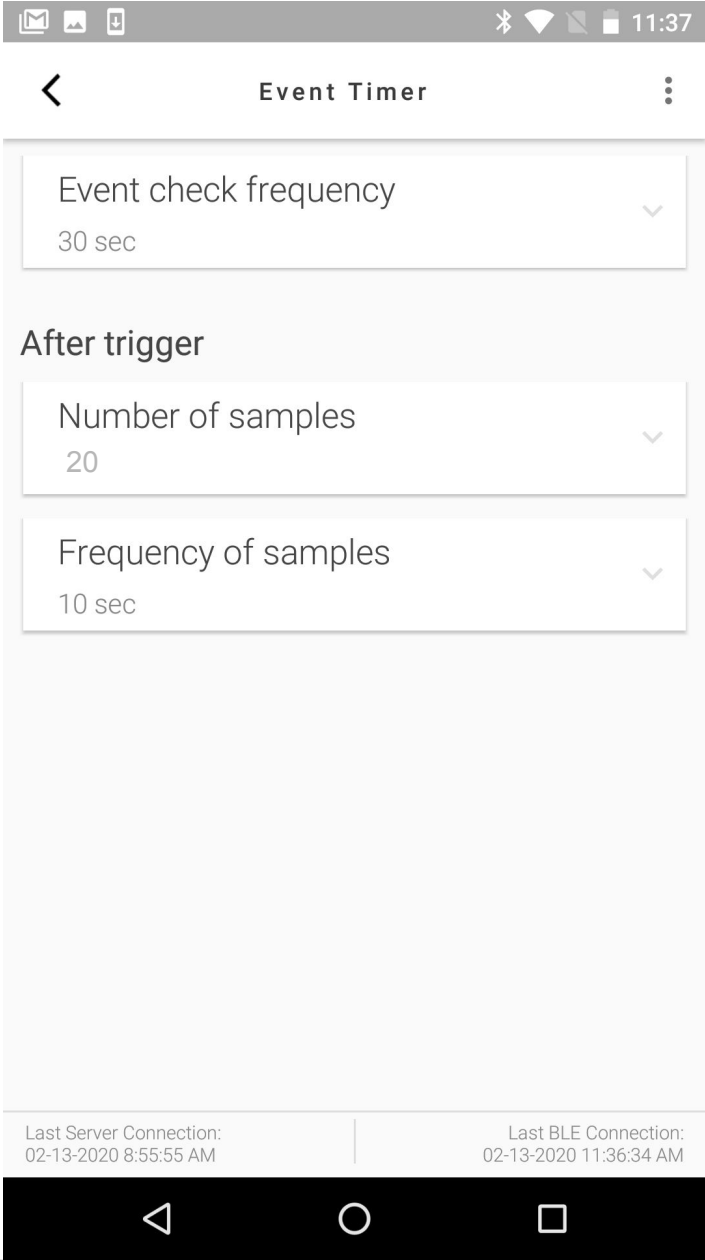 11:37
Event Timer
Event check frequency
30 sec
After trigger
Number of samples
20
Frequency of samples
10 sec
Last Server Connection:
02-13-2020 8:55:55 AM
Last BLE Connection:
02-13-2020 11:36:34 AM